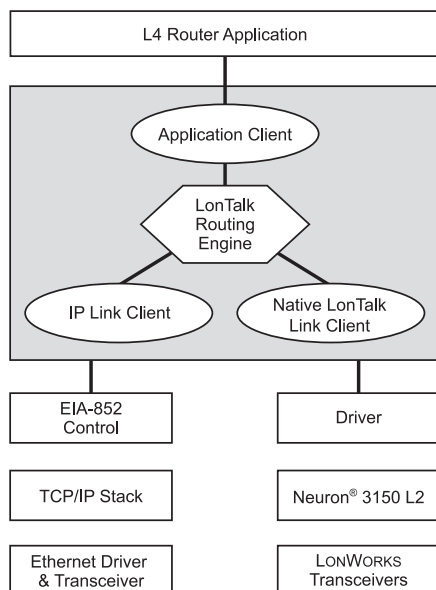 L4 Router Application
Application Client
LonTalk
Routing
Engine
IP Link Client
Native LonTalk
Link Client
EIA-852
Control
Driver
TCP/IP Stack
Neuron® 3150 L2
Ethernet Driver
& Transceiver
LONWORKS
Transceivers